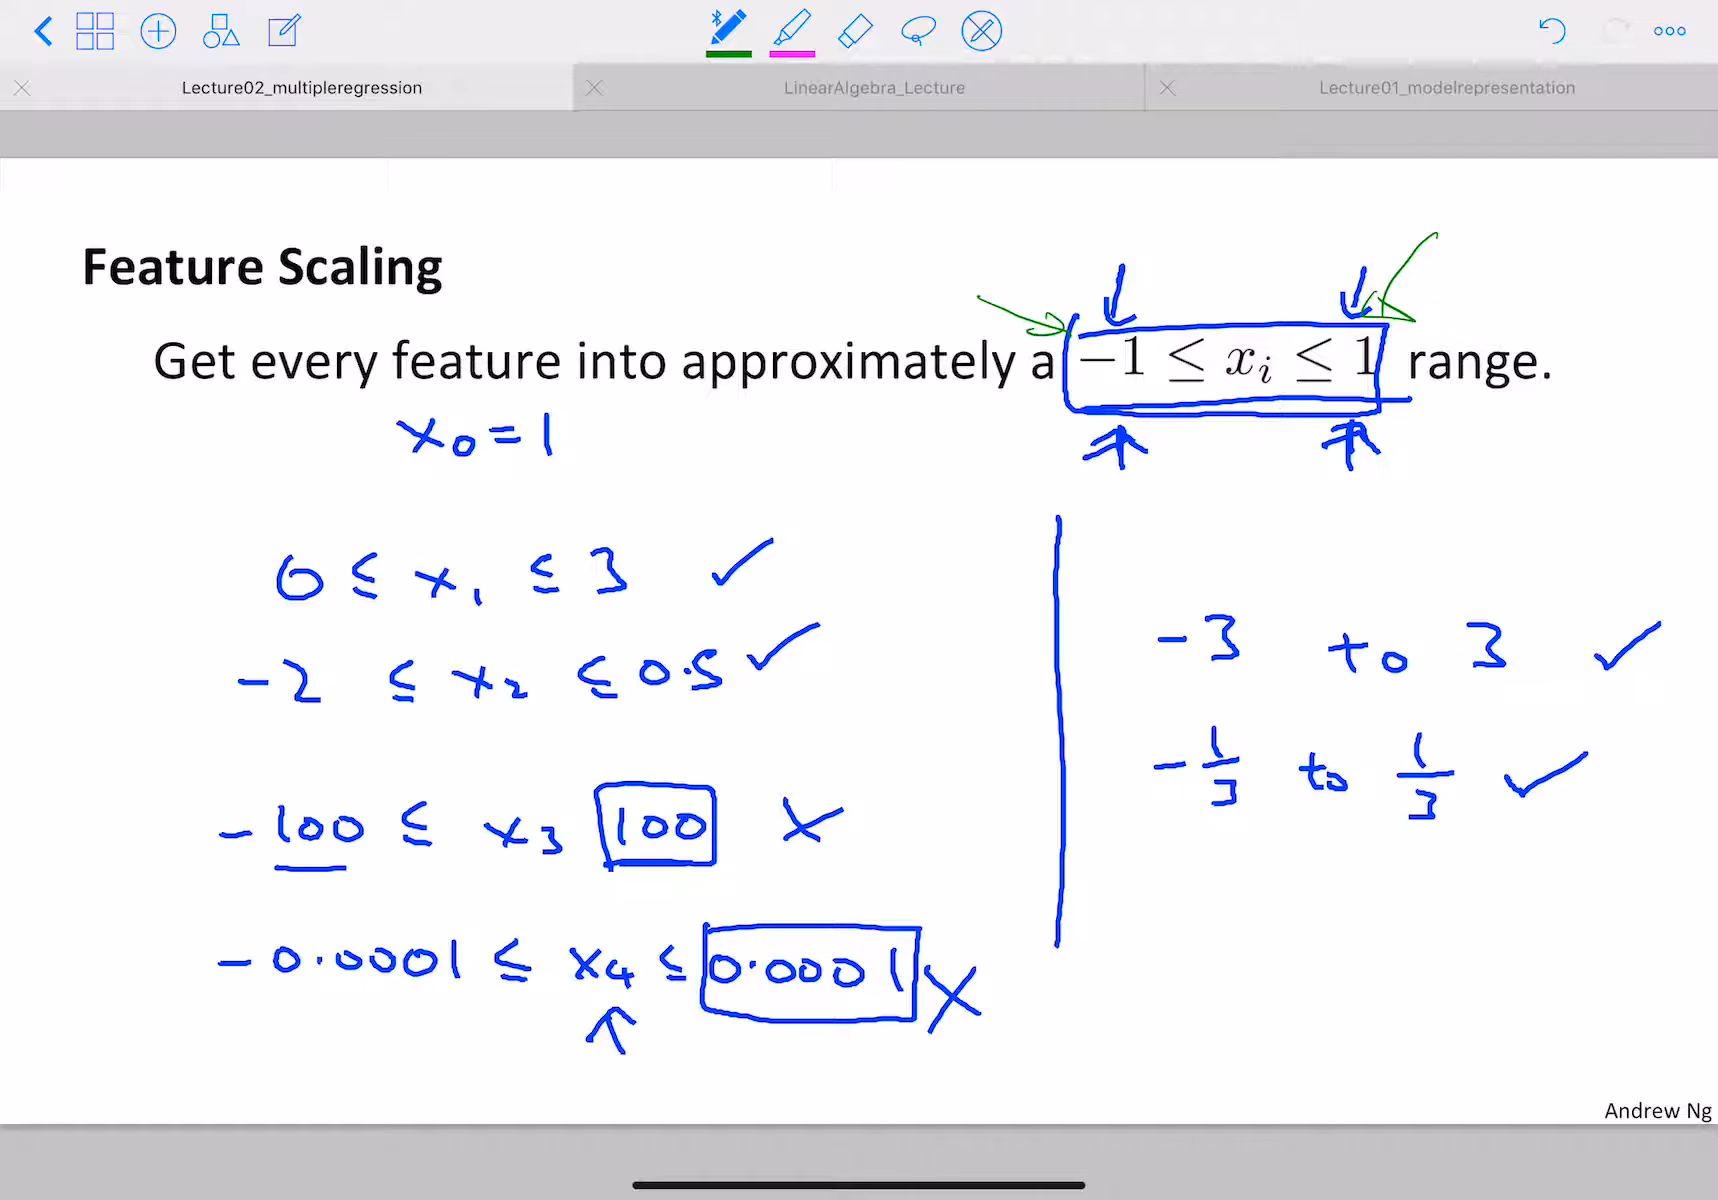 Lecture02_multipleregression
LinearAlgebra_Lecture
Lecture01_modelrepresentation
Feature Scaling
Get every feature into approximately a −1 ≤ xᵢ ≤ 1 range.
x₀ = 1
0 ≤ x₁ ≤ 3 ✓
-2 ≤ x₂ ≤ 0.5 ✓
-100 ≤ x₃ 100 X
-0.0001 ≤ x₄ ≤ 0.0001 X
-3 to 3 ✓
-1/3 to 1/3 ✓
Andrew Ng